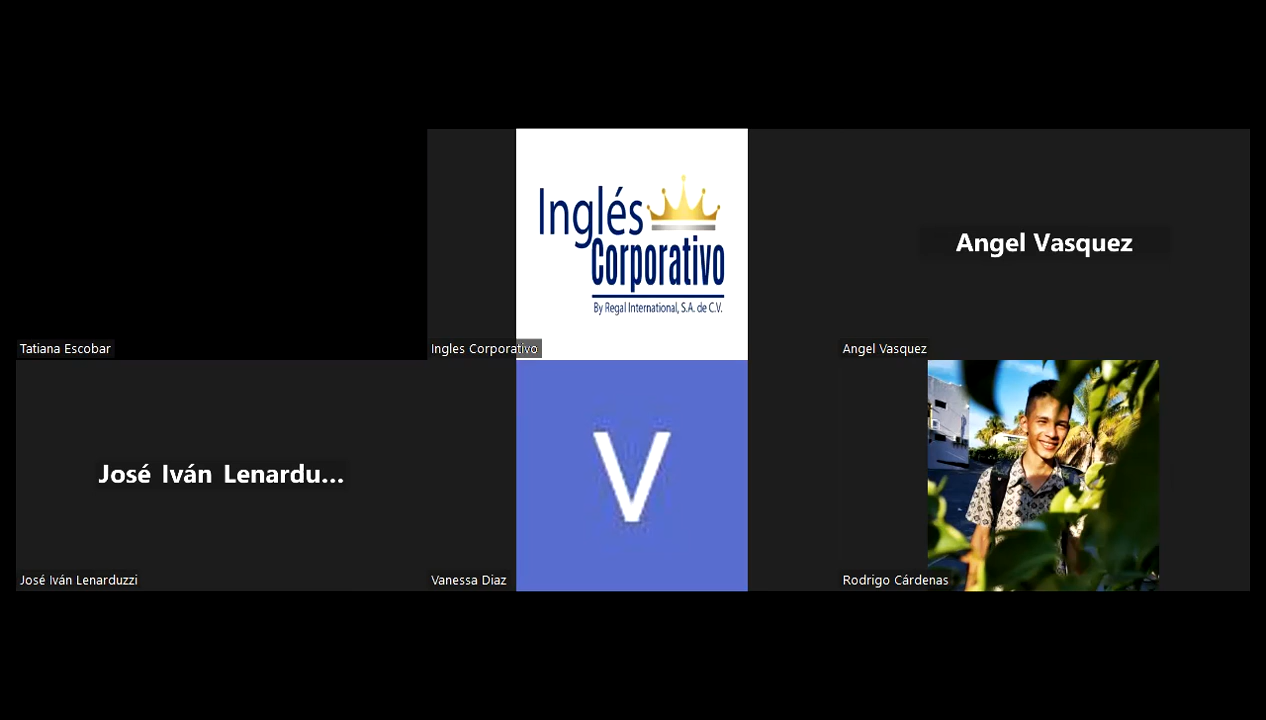 Inglés
Corporativo
By Regal International, S.A. de C.V.
Angel Vasquez
Tatiana Escobar
Ingles Corporativo
Angel Vasquez
José Iván Lenardu...
V
José Iván Lenarduzzi
Vanessa Diaz
Rodrigo Cárdenas